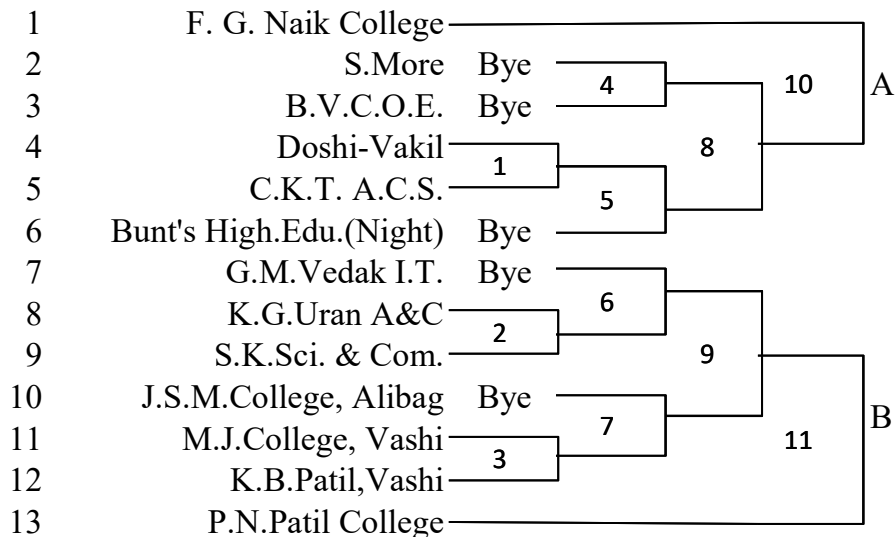 1 F. G. Naik College
2 S.More Bye
3 B.V.C.O.E. Bye
4 Doshi-Vakil
5 C.K.T. A.C.S.
6 Bunt's High.Edu.(Night) Bye
7 G.M.Vedak I.T. Bye
8 K.G.Uran A&C
9 S.K.Sci. & Com.
10 J.S.M.College, Alibag Bye
11 M.J.College, Vashi
12 K.B.Patil,Vashi
13 P.N.Patil College
1
2
3
4
5
6
7
8
9
10
11
A
B